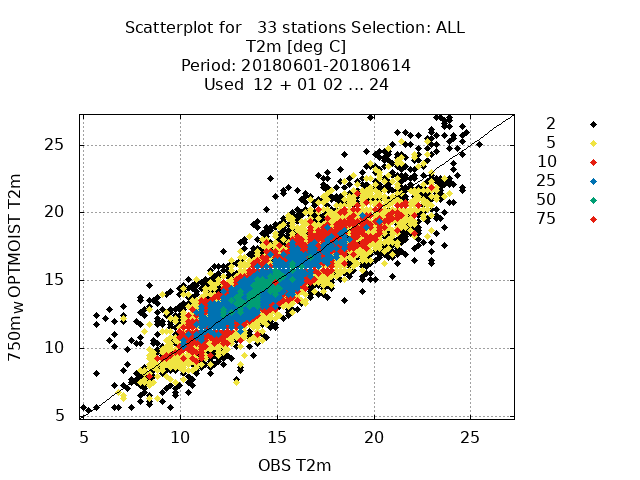 Scatterplot for   33 stations Selection: ALL
T2m [deg C]
Period: 20180601-20180614
Used  12 + 01 02 ... 24
2
5
10
25
50
75
25
20
15
10
5
750m_W OPTMOIST T2m
5 10 15 20 25
OBS T2m